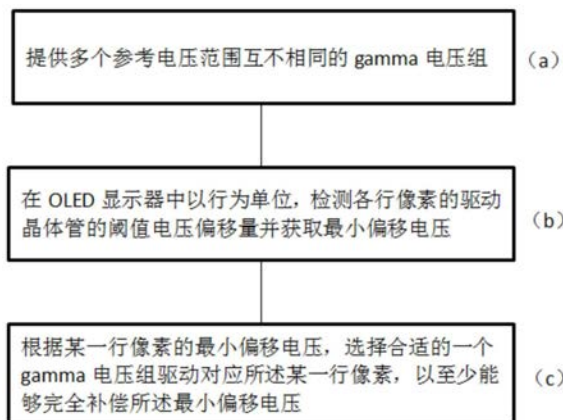 提供多个参考电压范围互不相同的 gamma 电压组
（a）
在 OLED 显示器中以行为单位，检测各行像素的驱动
晶体管的阈值电压偏移量并获取最小偏移电压
（b）
根据某一行像素的最小偏移电压，选择合适的一个
gamma 电压组驱动对应所述某一行像素，以至少能
够完全补偿所述最小偏移电压
（c）